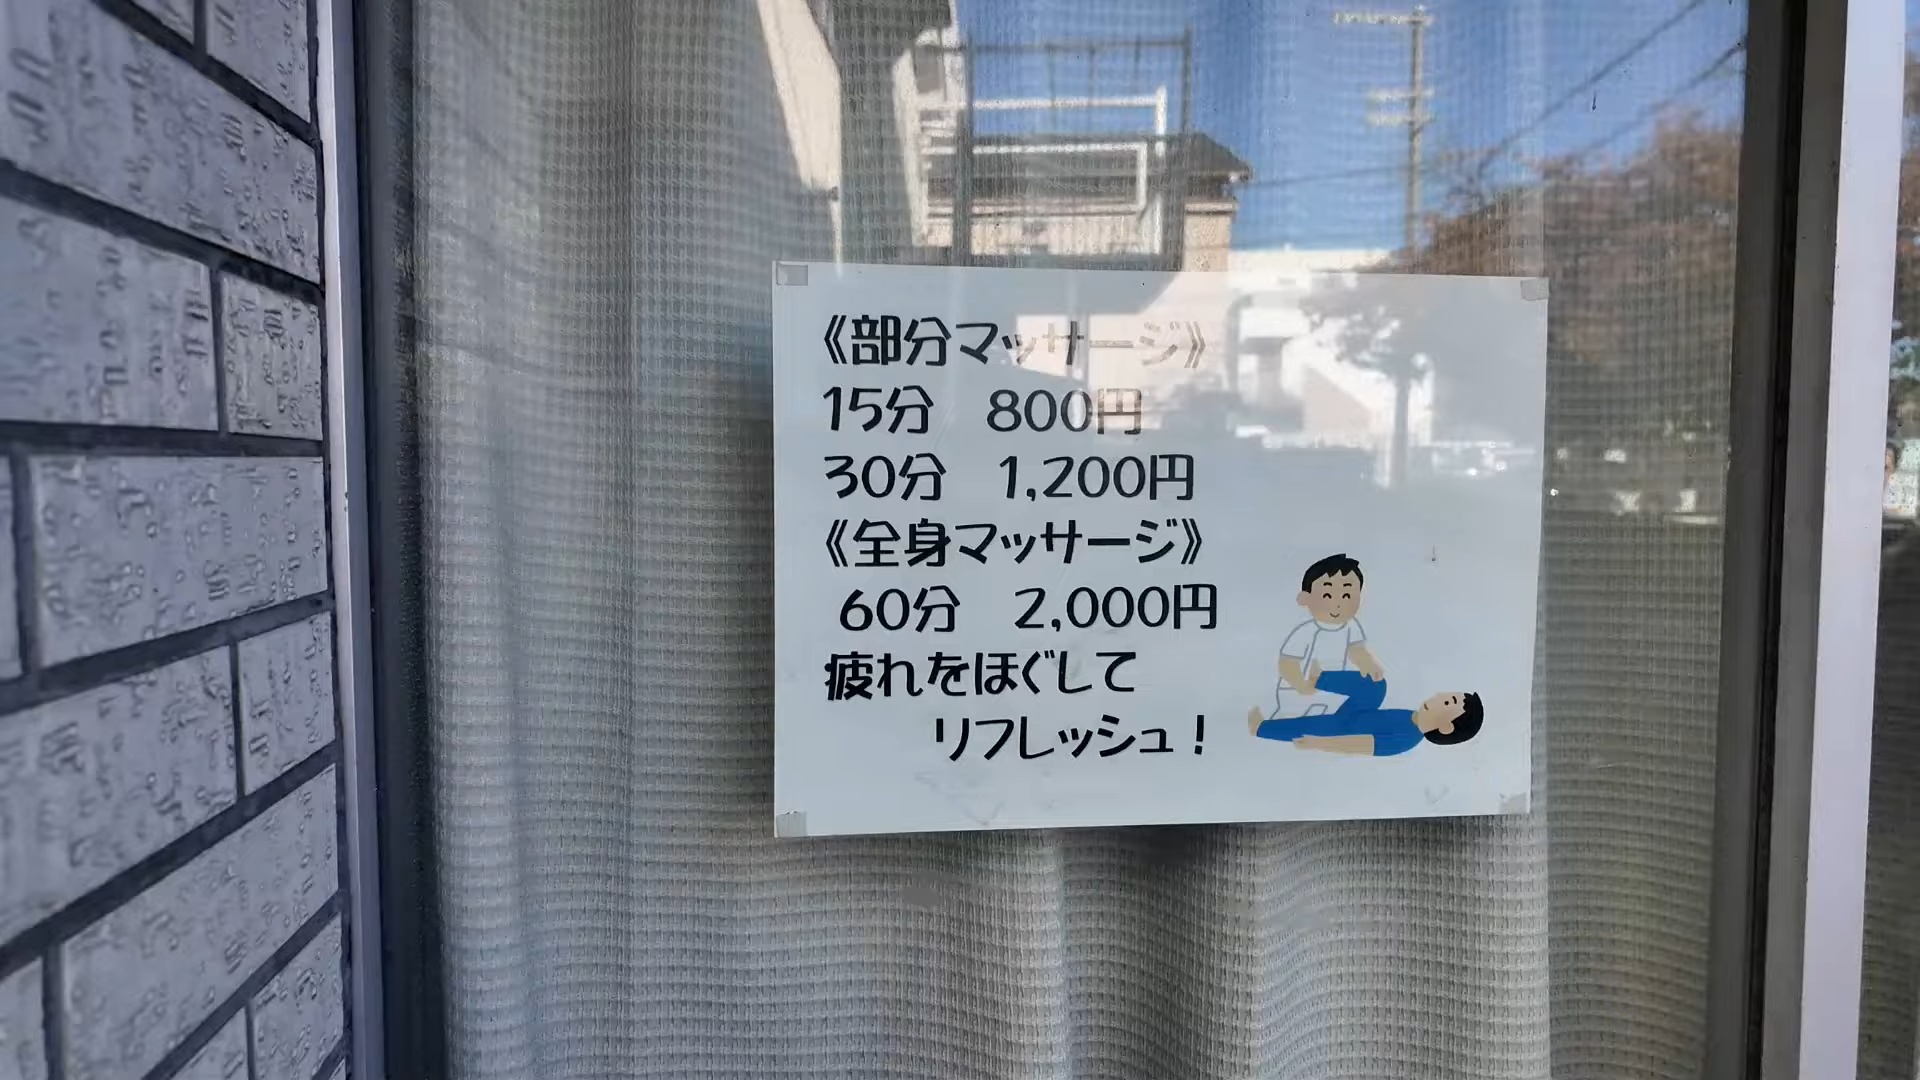 《部分マッサージ》
15分　800円
30分　1,200円
《全身マッサージ》
60分　2,000円
疲れをほぐして
リフレッシュ！